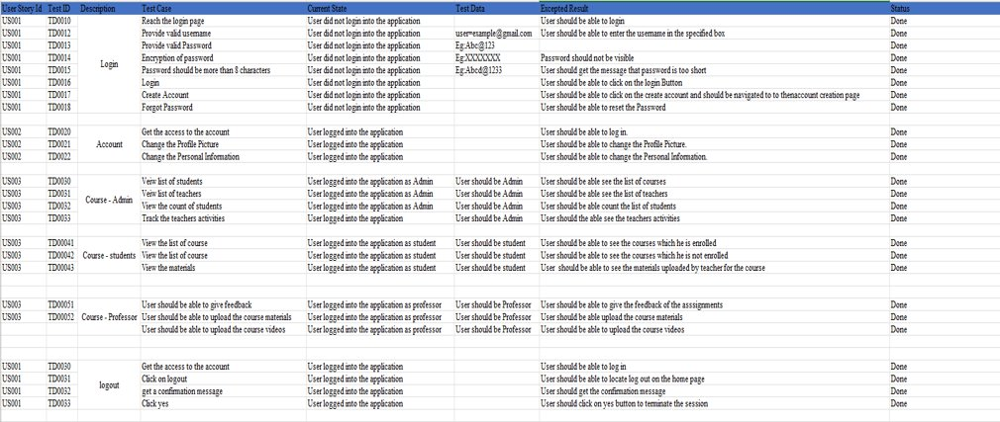 User Story Id Test ID Description Test Case Current State Test Data Excepted Result Status
US001 TD0010 Reach the login page User did not login into the application User should be able to login Done
US001 TD0012 Provide valid username User did not login into the application user=example@gmail.com User should be able to enter the username in the specified box Done
US001 TD0013 Provide valid Password User did not login into the application Eg:Abc@123 Done
US001 TD0014 Encryption of password User did not login into the application Eg:XXXXXXX Password should not be visible Done
Login
US001 TD0015 Password should be more than 8 characters User did not login into the application Eg:Abcd@1233 User should get the message that password is too short Done
US001 TD0016 Login User did not login into the application User should be able to click on the login Button Done
US001 TD0017 Create Account User did not login into the application User should be able to click on the create account and should be navigated to to thenaccount creation page Done
US001 TD0018 Forgot Password User did not login into the application User should be able to reset the Password Done
US002 TD0020 Get the access to the account User logged into the application User should be able to log in. Done
US002 TD0021 Account Change the Profile Picture User logged into the application User should be able to change the Profile Picture. Done
US002 TD0022 Change the Personal Information User logged into the application User should be able to change the Personal Information. Done
US003 TD0030 Veiw list of students User logged into the application as Admin User should be Admin User should be able see the list of courses Done
US003 TD0031 Veiw list of teachers User logged into the application as Admin User should be Admin User should be able see the list of teachers Done
Course - Admin
US003 TD0032 View the count of students User logged into the application as Admin User should be Admin User should be able count the list of students Done
US003 TD0033 Track the teachers activities User logged into the application User should be Admin User should the able see the teachers activities Done
US003 TD00041 View the list of course User logged into the application as student User should be student User should be able to see the courses which he is enrolled Done
US003 TD00042 Course - students View the list of course User logged into the application as student User should be student User should be able to see the courses which he is not enrolled Done
US003 TD00043 View the materials User logged into the application as student User should be student User should be able to see the materials uploaded by teacher for the course Done
US003 TD00051 User should be able to give feedback User logged into the application as professor User should be Professor User should be able to give the feedback of the asssignments Done
US003 TD00052 Course - Professor User should be able to upload the course materials User logged into the application as professor User should be Professor User should be able upload the course materials Done
User should be able to upload the course videos User logged into the application as professor User should be Professor User should be able to upload the course videos Done
US001 TD0030 Get the access to the account User logged into the application User should be able to log in Done
US001 TD0031 Click on logout User logged into the application User should be able to locate log out on the home page Done
logout
US001 TD0032 get a confirmation message User logged into the application User should get the confirmation message Done
US001 TD0033 Click yes User logged into the application User should click on yes button to terminate the session Done